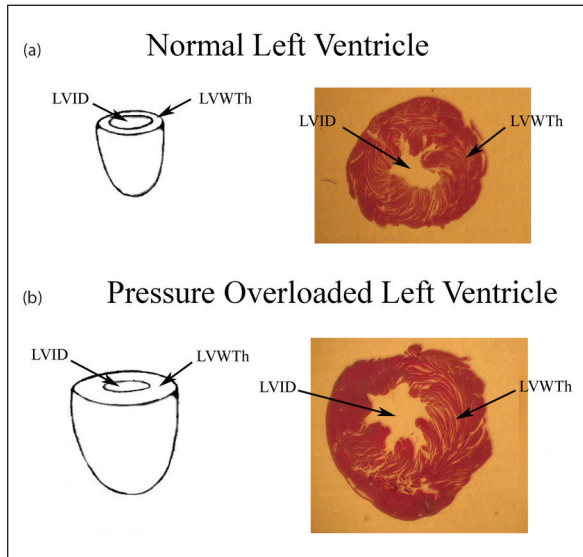 (a)
Normal Left Ventricle
LVID
LVWTh
LVID
LVWTh
(b)
Pressure Overloaded Left Ventricle
LVID
LVWTh
LVID
LVWTh